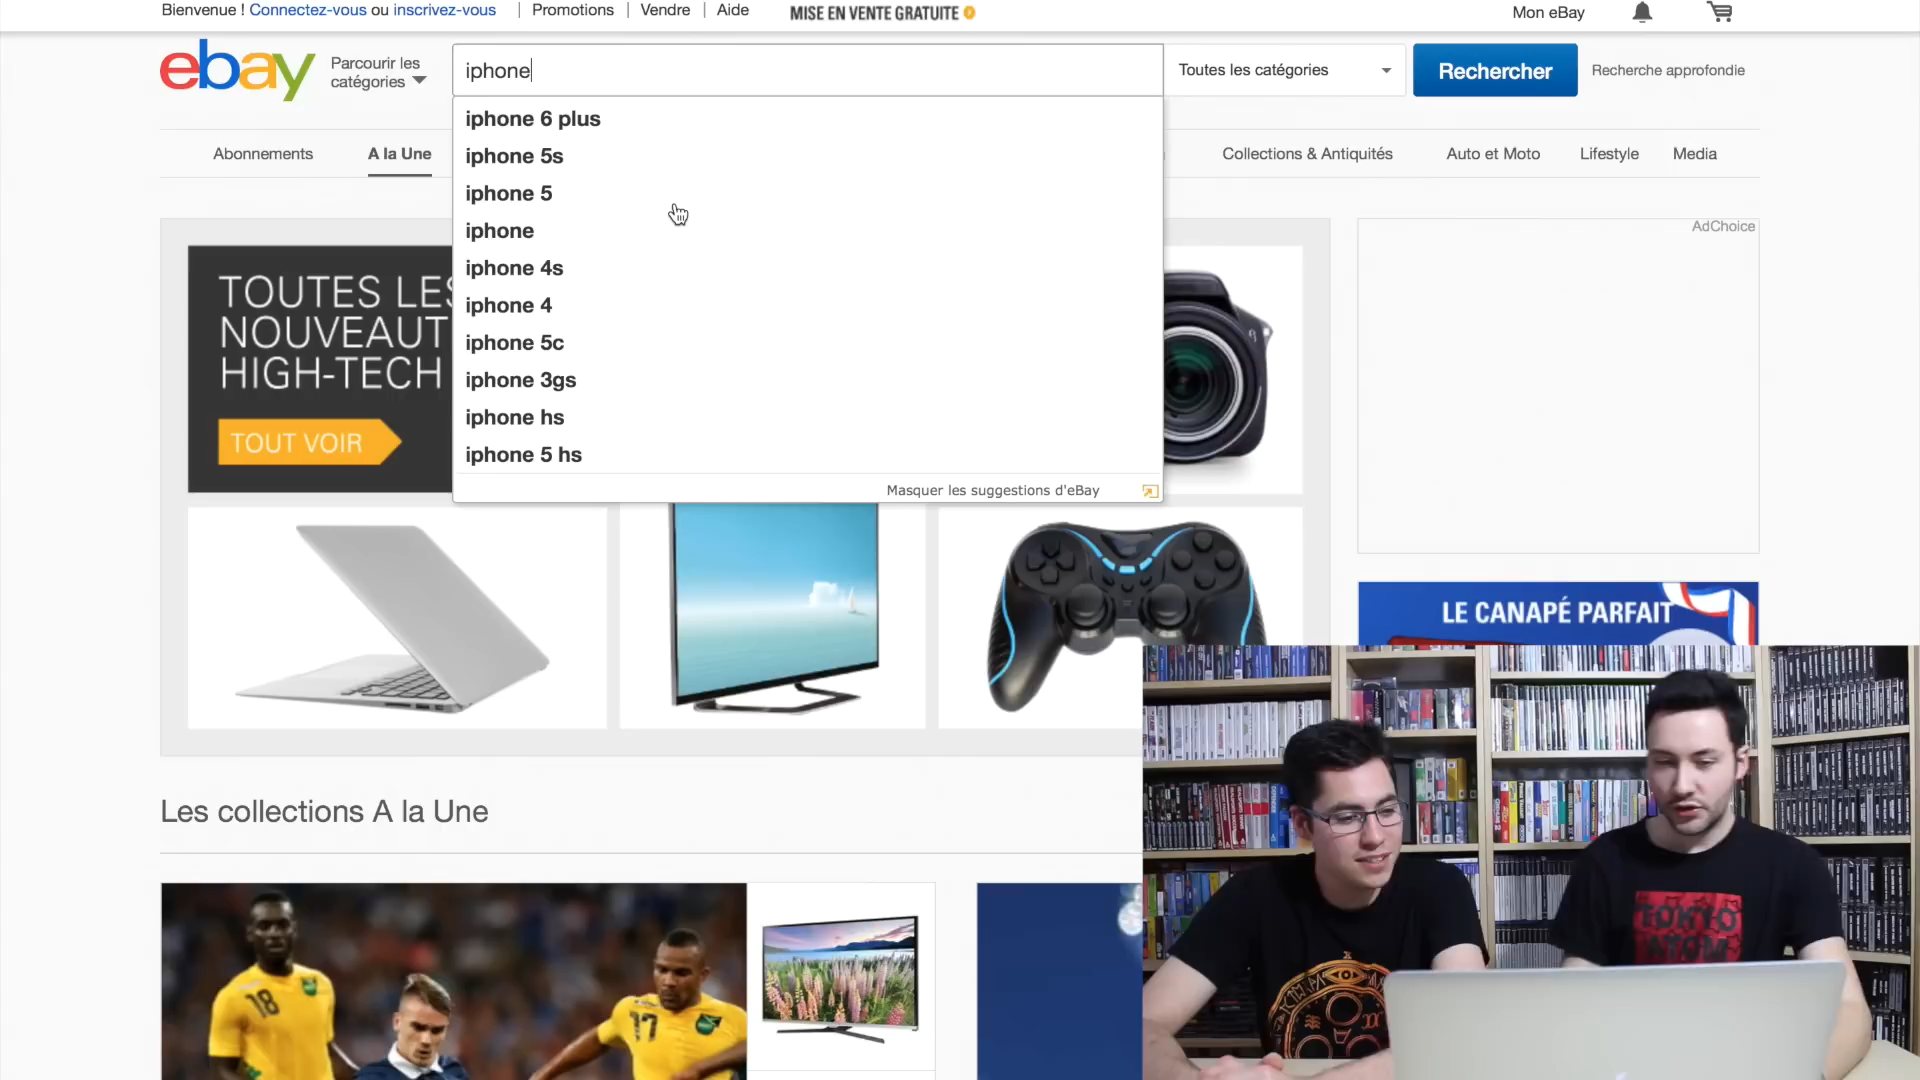 Bienvenue ! Connectez-vous ou inscrivez-vous
Promotions
Vendre
Aide
MISE EN VENTE GRATUITE
Mon eBay
ebay
Parcourir les
catégories
iphone
Toutes les catégories
Rechercher
Recherche approfondie
iphone 6 plus
iphone 5s
iphone 5
iphone
iphone 4s
iphone 4
iphone 5c
iphone 3gs
iphone hs
iphone 5 hs
Masquer les suggestions d'eBay
Abonnements
A la Une
Collections & Antiquités
Auto et Moto
Lifestyle
Media
AdChoice
TOUTES LES
NOUVEAUT
HIGH-TECH
TOUT VOIR
LE CANAPÉ PARFAIT
Les collections A la Une
18
17
TOKYO
ATOM